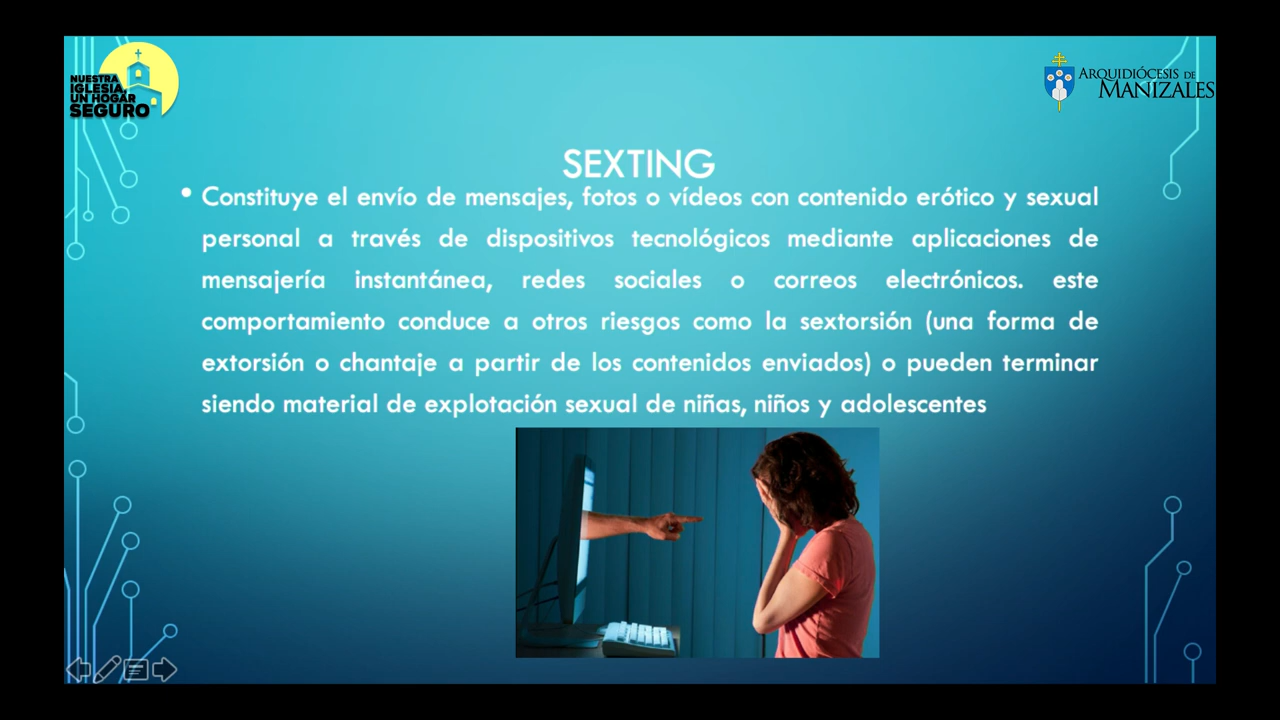 NUESTRA
IGLESIA,
UN HOGAR
SEGURO
ARQUIDIÓCESIS DE
MANIZALES
SEXTING
• Constituye el envío de mensajes, fotos o vídeos con contenido erótico y sexual
personal a través de dispositivos tecnológicos mediante aplicaciones de
mensajería instantánea, redes sociales o correos electrónicos. este
comportamiento conduce a otros riesgos como la sextorsión (una forma de
extorsión o chantaje a partir de los contenidos enviados) o pueden terminar
siendo material de explotación sexual de niñas, niños y adolescentes